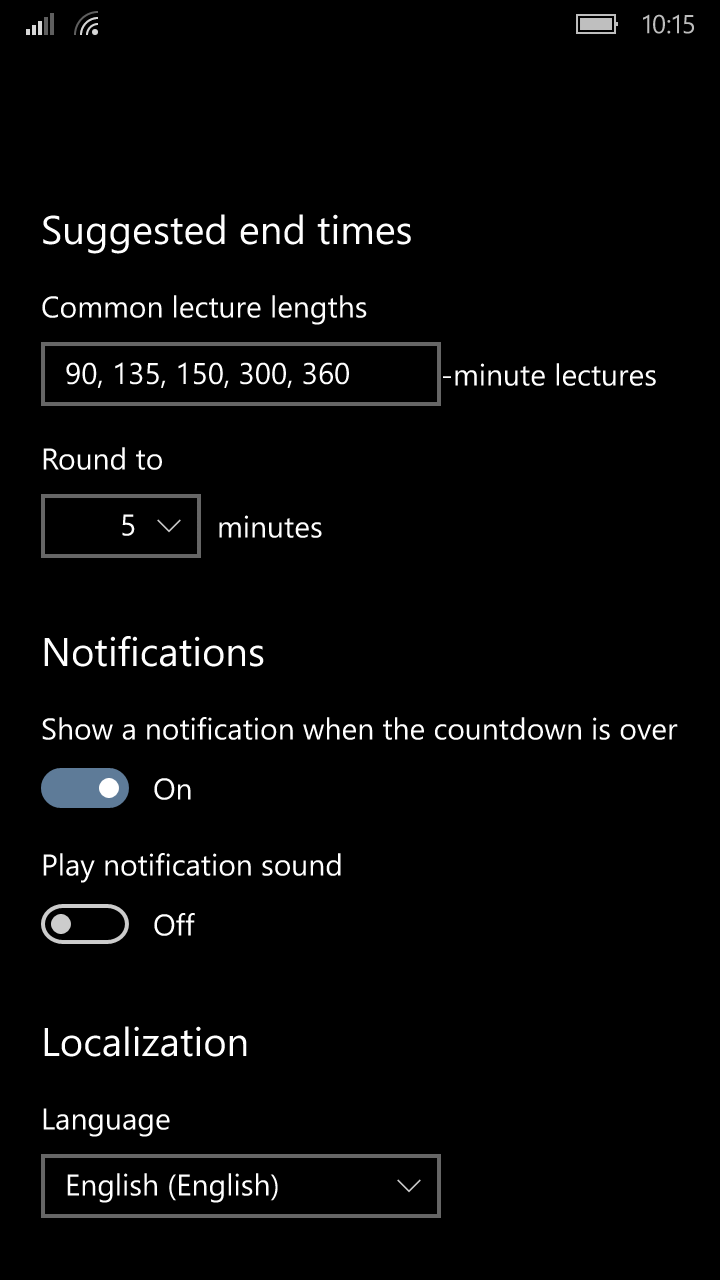 10:15
Suggested end times
Common lecture lengths
90, 135, 150, 300, 360 -minute lectures
Round to
5 minutes
Notifications
Show a notification when the countdown is over
On
Play notification sound
Off
Localization
Language
English (English)